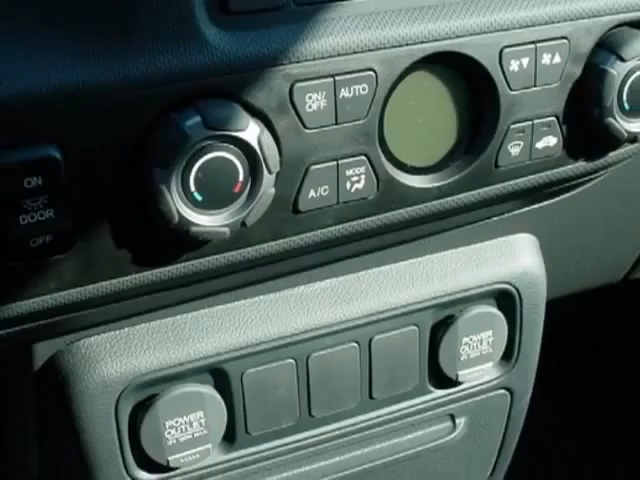 ON/
OFF
AUTO
A/C
MODE
ON
DOOR
OFF
POWER
OUTLET
POWER
OUTLET